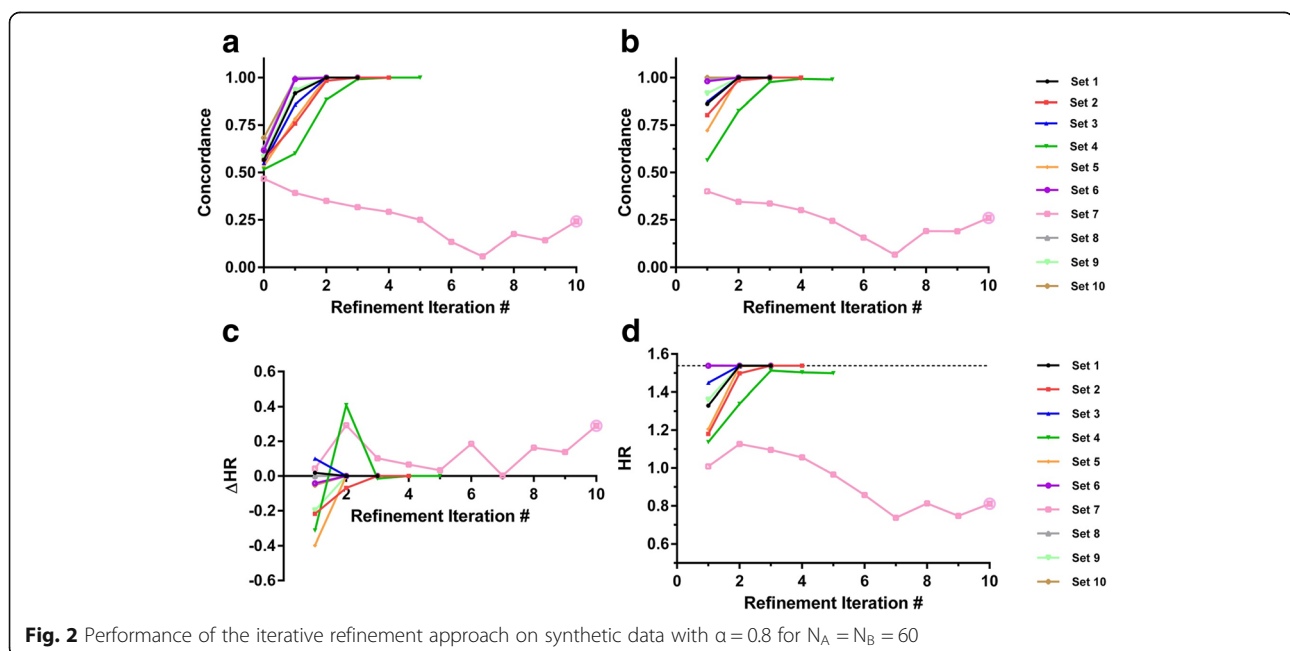 a
b
Concordance
1.00
0.75
0.50
0.25
0.00
0
2
4
6
8
10
Refinement Iteration #
Concordance
1.00
0.75
0.50
0.25
0.00
0
2
4
6
8
10
Refinement Iteration #
Set 1
Set 2
Set 3
Set 4
Set 5
Set 6
Set 7
Set 8
Set 9
Set 10
c
d
ΔHR
0.6
0.4
0.2
0.0
-0.2
-0.4
-0.6
2
4
6
8
10
Refinement Iteration #
HR
1.6
1.4
1.2
1.0
0.8
0.6
0
2
4
6
8
10
Refinement Iteration #
Set 1
Set 2
Set 3
Set 4
Set 5
Set 6
Set 7
Set 8
Set 9
Set 10
Fig. 2 Performance of the iterative refinement approach on synthetic data with α = 0.8 for N_A = N_B = 60